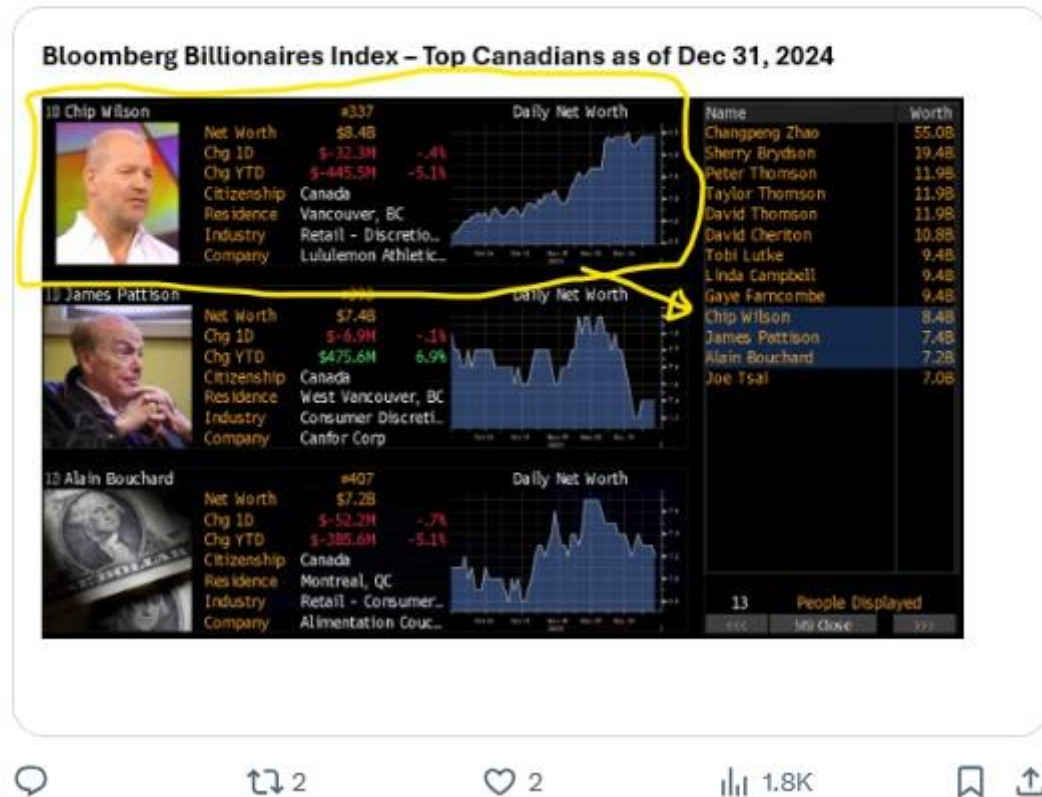 Bloomberg Billionaires Index – Top Canadians as of Dec 31, 2024
10 Chip Wilson #337 Daily Net Worth
Net Worth $8.4B
Chg 1D $-32.3M -.4%
Chg YTD $-445.5M -5.1%
Citizenship Canada
Residence Vancouver, BC
Industry Retail - Discretio…
Company Lululemon Athletic…
James Pattison Daily Net Worth
Net Worth $7.4B
Chg 1D $-6.9M -.1%
Chg YTD $475.6M 6.9%
Citizenship Canada
Residence West Vancouver, BC
Industry Consumer Discreti…
Company Canfor Corp
Alain Bouchard #407 Daily Net Worth
Net Worth $7.2B
Chg 1D $-52.2M -.7%
Chg YTD $-385.6M -5.1%
Citizenship Canada
Residence Montreal, QC
Industry Retail - Consumer…
Company Alimentation Couc…
Name Worth
Changpeng Zhao 55.0B
Sherry Brydson 19.4B
Peter Thomson 11.9B
Taylor Thomson 11.9B
David Thomson 11.9B
David Cheriton 10.8B
Tobi Lutke 9.4B
Linda Campbell 9.4B
Gaye Farncombe 9.4B
Chip Wilson 8.4B
James Pattison 7.4B
Alain Bouchard 7.2B
Joe Tsai 7.0B
13 People Displayed
<<< Close >>>
2 2 1.8K